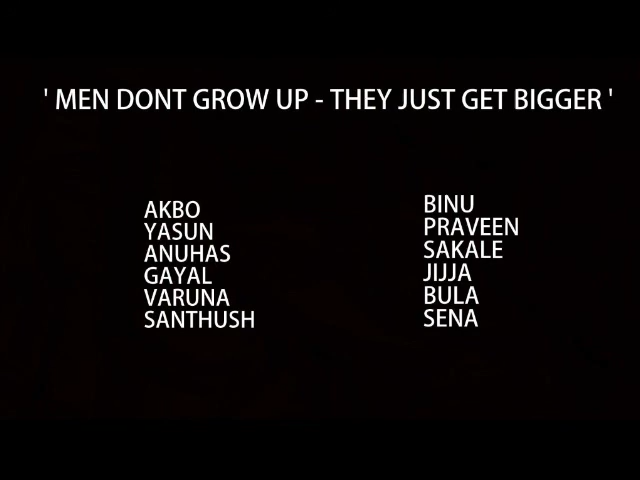 ' MEN DONT GROW UP - THEY JUST GET BIGGER '
AKBO
YASUN
ANUHAS
GAYAL
VARUNA
SANTHUSH
BINU
PRAVEEN
SAKALE
JIJJA
BULA
SENA